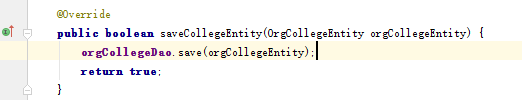 @Override
public boolean saveCollegeEntity(OrgCollegeEntity orgCollegeEntity) {
orgCollegeDao.save(orgCollegeEntity);
return true;
}